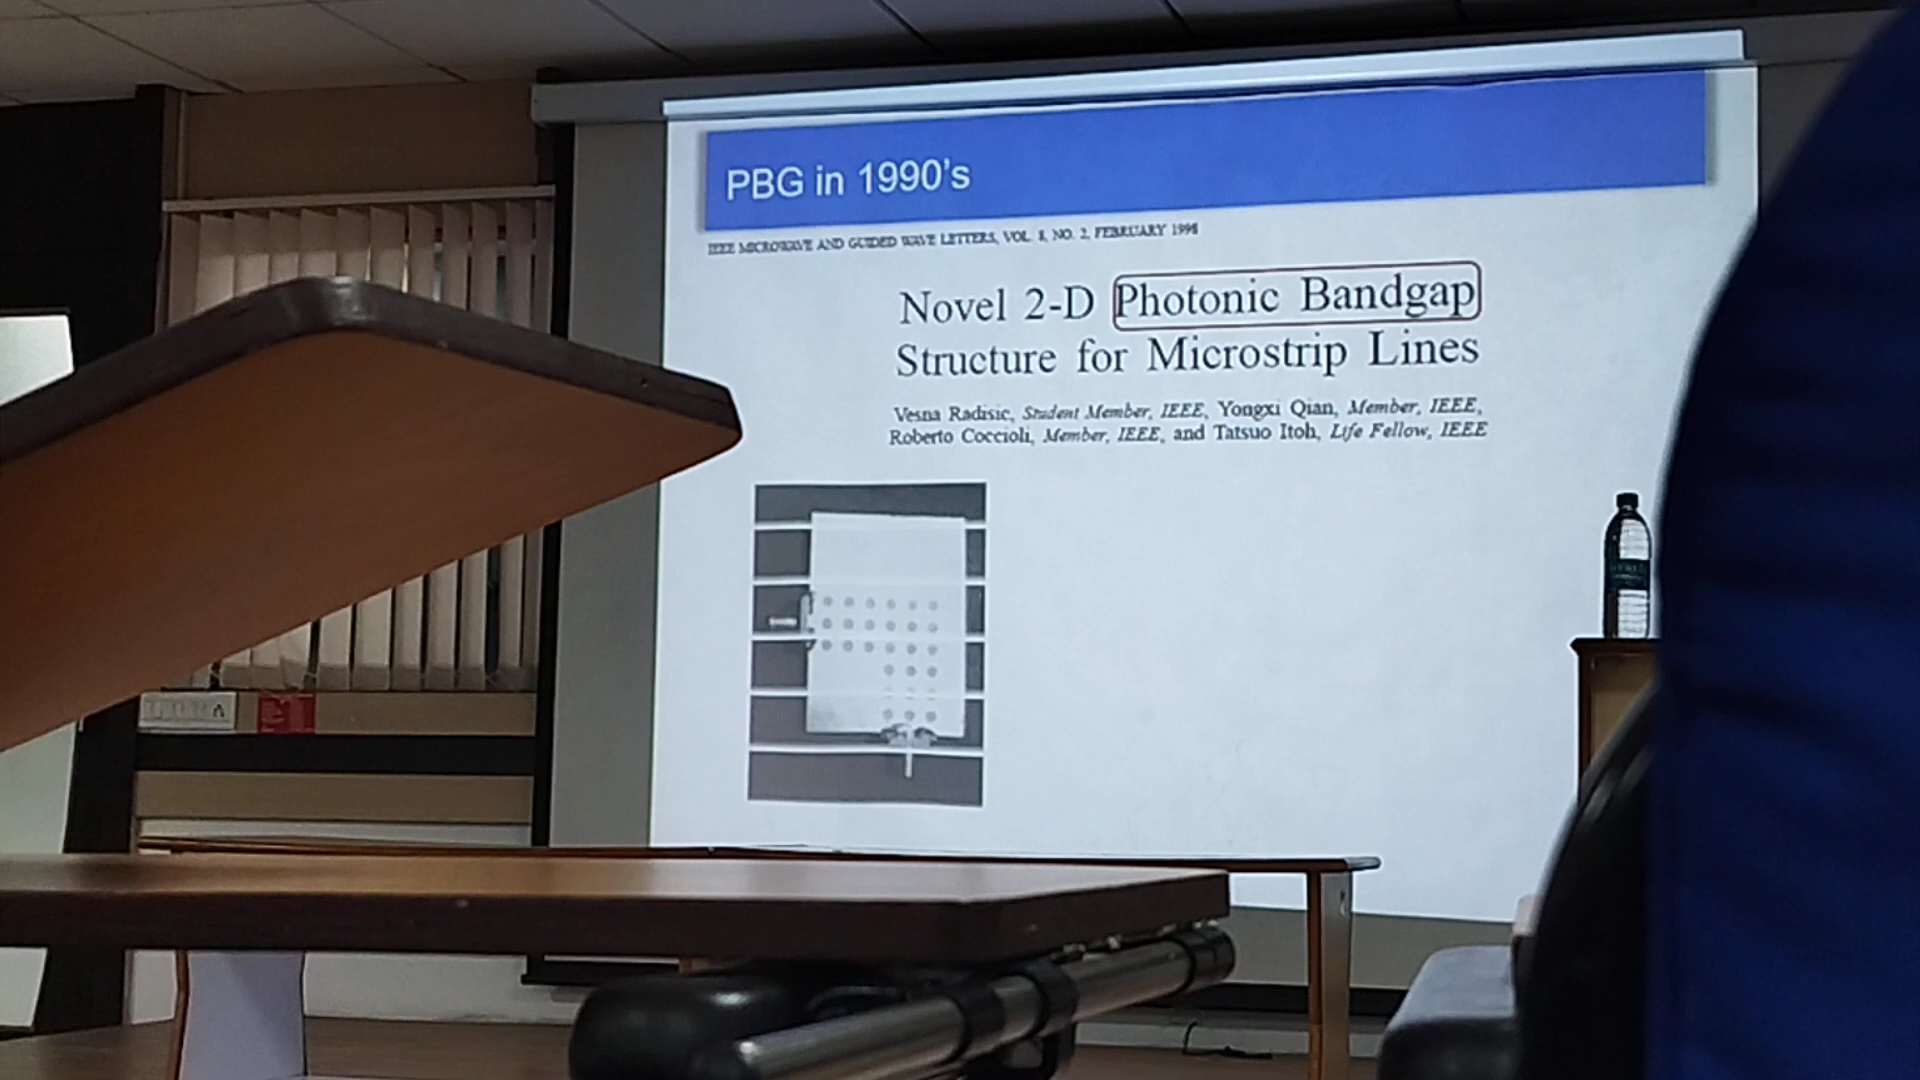 PBG in 1990's
IEEE MICROWAVE AND GUIDED WAVE LETTERS, VOL. 8, NO. 2, FEBRUARY 1998
Novel 2-D Photonic Bandgap
Structure for Microstrip Lines
Vesna Radisic, Student Member, IEEE, Yongxi Qian, Member, IEEE,
Roberto Coccioli, Member, IEEE, and Tatsuo Itoh, Life Fellow, IEEE